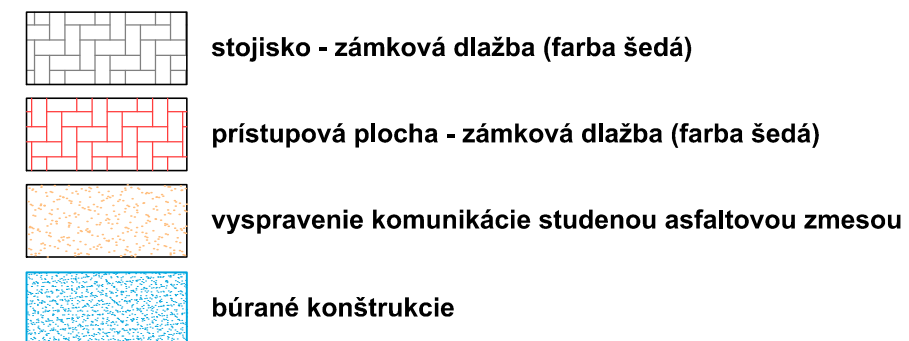 stojisko - zámková dlažba (farba šedá)
prístupová plocha - zámková dlažba (farba šedá)
vyspravenie komunikácie studenou asfaltovou zmesou
búrané konštrukcie